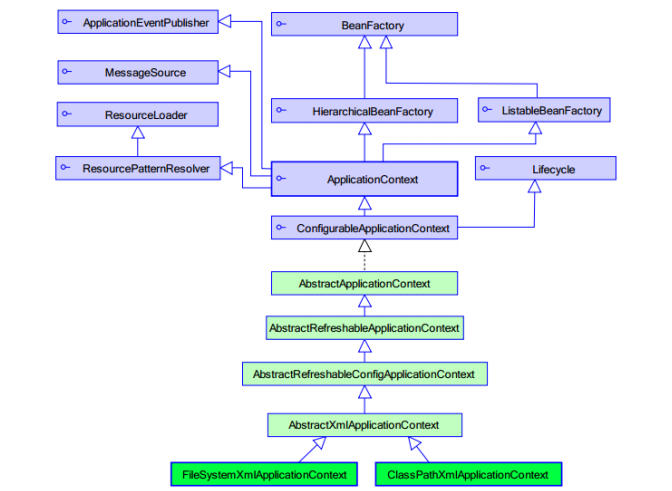 ApplicationEventPublisher
BeanFactory
MessageSource
ResourceLoader
HierarchicalBeanFactory
ListableBeanFactory
ResourcePatternResolver
ApplicationContext
Lifecycle
ConfigurableApplicationContext
AbstractApplicationContext
AbstractRefreshableApplicationContext
AbstractRefreshableConfigApplicationContext
AbstractXmlApplicationContext
FileSystemXmlApplicationContext
ClassPathXmlApplicationContext